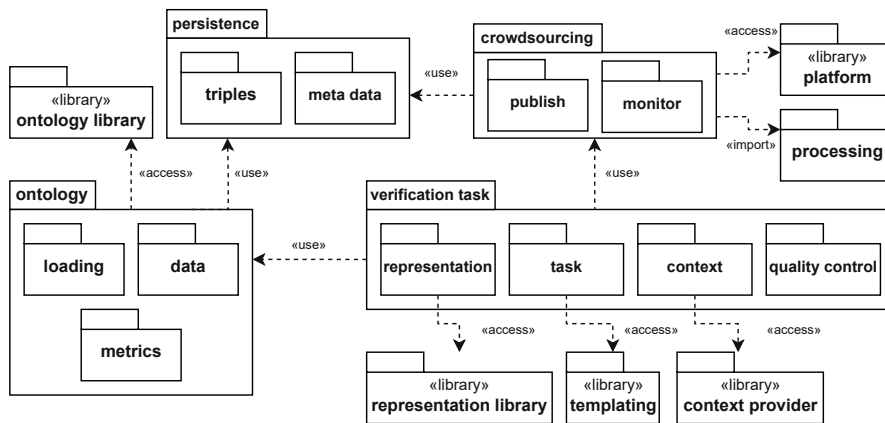 persistence
triples
meta data
«use»
crowdsourcing
publish
monitor
«access»
«library»
platform
«import»
processing
«library»
ontology library
«access»
«use»
«use»
ontology
loading
data
metrics
«use»
verification task
representation
task
context
quality control
«access»
«access»
«access»
«library»
representation library
«library»
templating
«library»
context provider